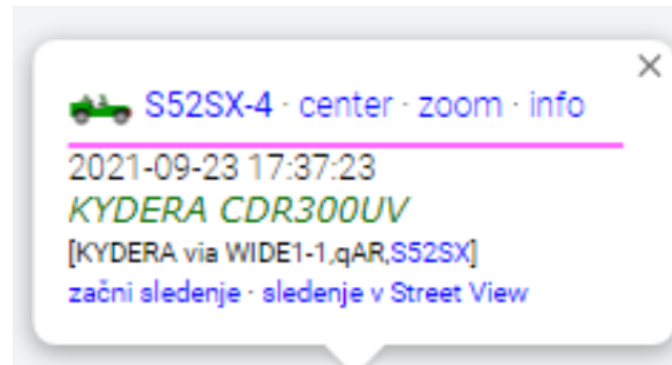 S52SX-4 · center · zoom · info
2021-09-23 17:37:23
KYDERA CDR300UV
[KYDERA via WIDE1-1,qAR,S52SX]
začni sledenje · sledenje v Street View